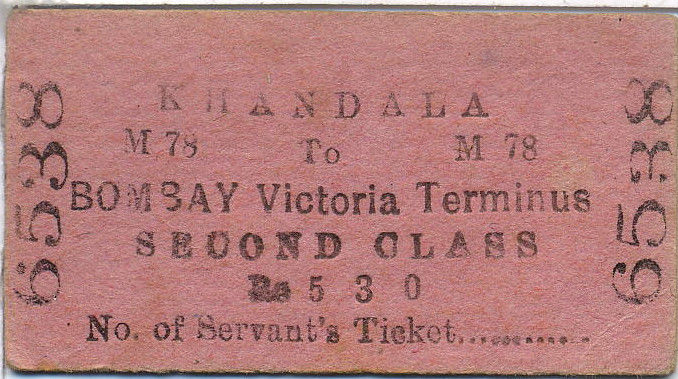 6538
KHANDALA
M 78 To M 78
BOMBAY Victoria Terminus
SECOND CLASS
Rs 5 3 0
No. of Servant's Ticket............
6538